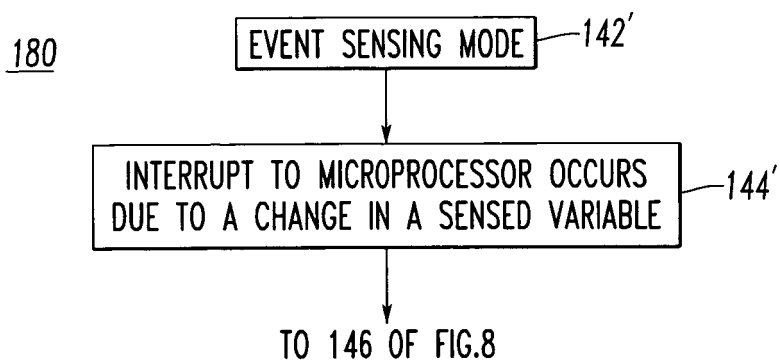 180
EVENT SENSING MODE
142'
INTERRUPT TO MICROPROCESSOR OCCURS
DUE TO A CHANGE IN A SENSED VARIABLE
144'
TO 146 OF FIG.8